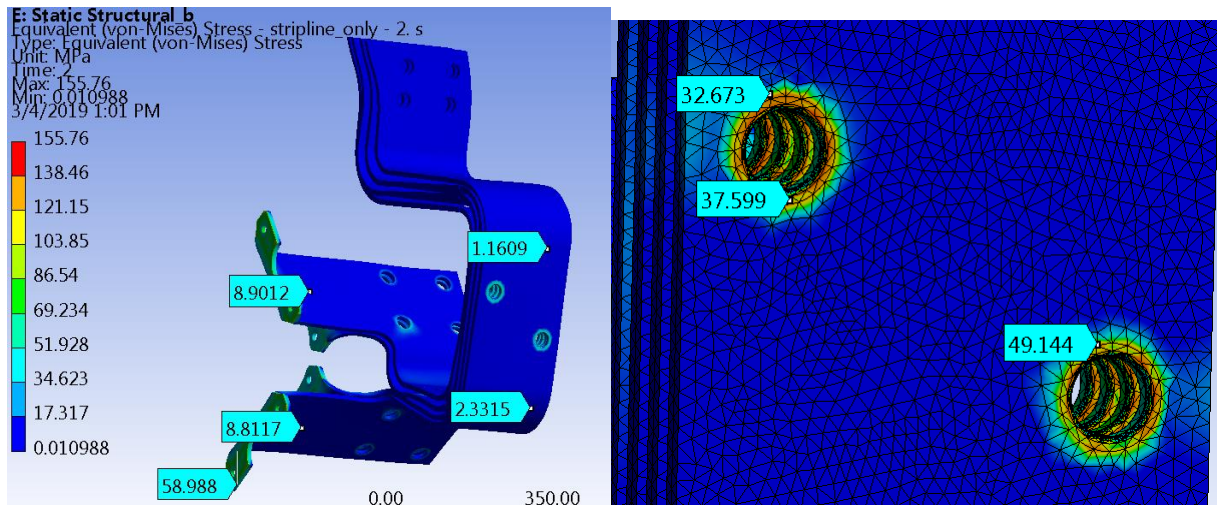 E: Static Structural_b
Equivalent (von-Mises) Stress - stripline_only - 2. s
Type: Equivalent (von-Mises) Stress
Unit: MPa
Time: 2
Max: 155.76
Min: 0.010988
3/4/2019 1:01 PM
155.76
138.46
121.15
103.85
86.54
69.234
51.928
34.623
17.317
0.010988
1.1609
8.9012
2.3315
8.8117
58.988
0.00
350.00
32.673
37.599
49.144